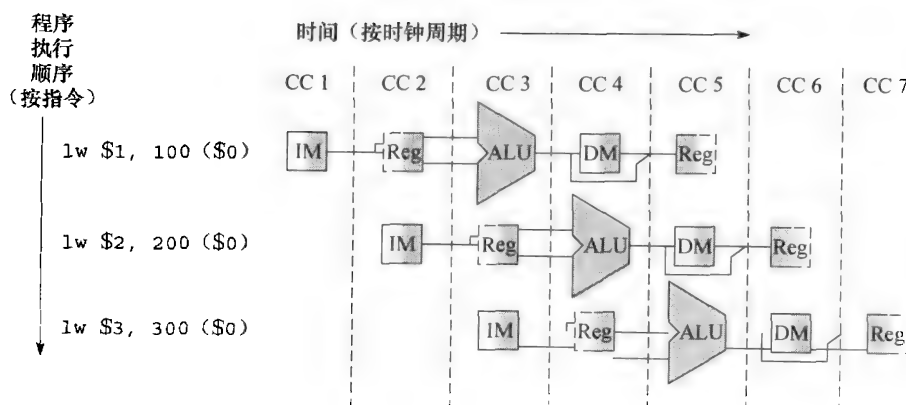 程序
执行
顺序
(按指令)
时间(按时钟周期)
CC 1 CC 2 CC 3 CC 4 CC 5 CC 6 CC 7
lw $1, 100 ($0)
IM Reg ALU DM Reg
lw $2, 200 ($0)
IM Reg ALU DM Reg
lw $3, 300 ($0)
IM Reg ALU DM Reg